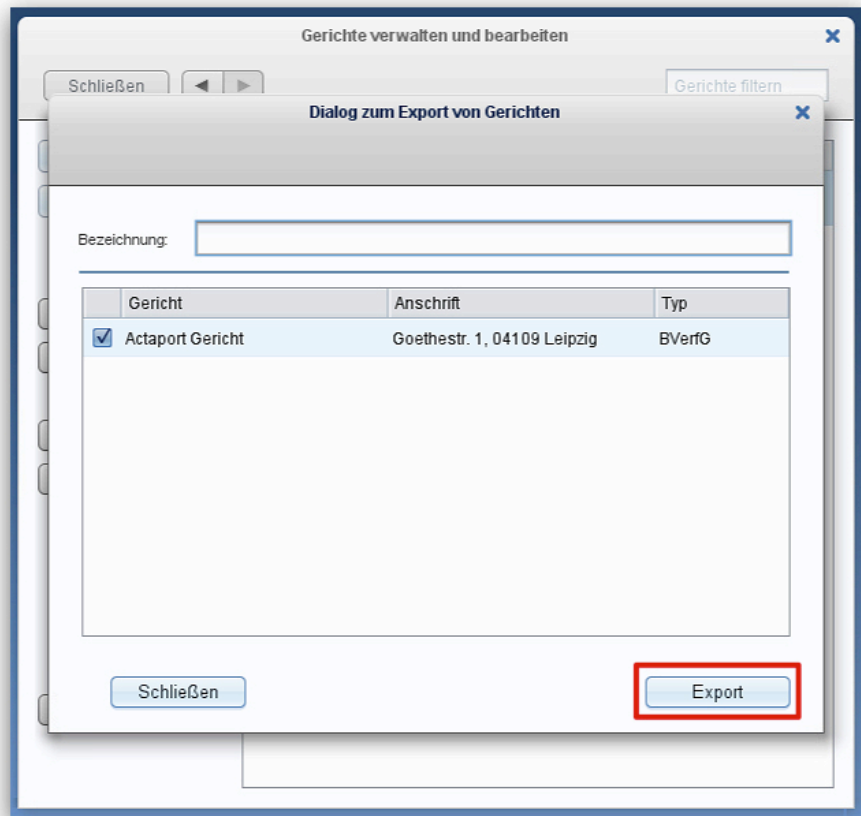 Gerichte verwalten und bearbeiten
Schließen
Gerichte filtern
Dialog zum Export von Gerichten
Bezeichnung:
Gericht Anschrift Typ
Actaport Gericht Goethestr. 1, 04109 Leipzig BVerfG
Schließen Export